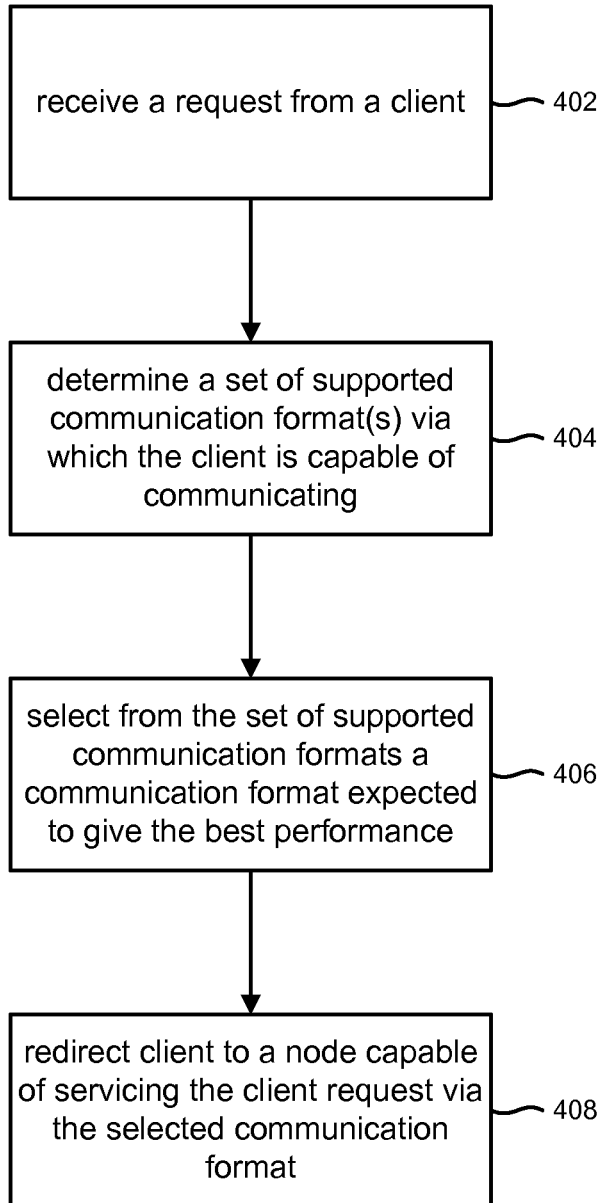 receive a request from a client
402
determine a set of supported
communication format(s) via
which the client is capable of
communicating
404
select from the set of supported
communication formats a
communication format expected
to give the best performance
406
redirect client to a node capable
of servicing the client request via
the selected communication
format
408